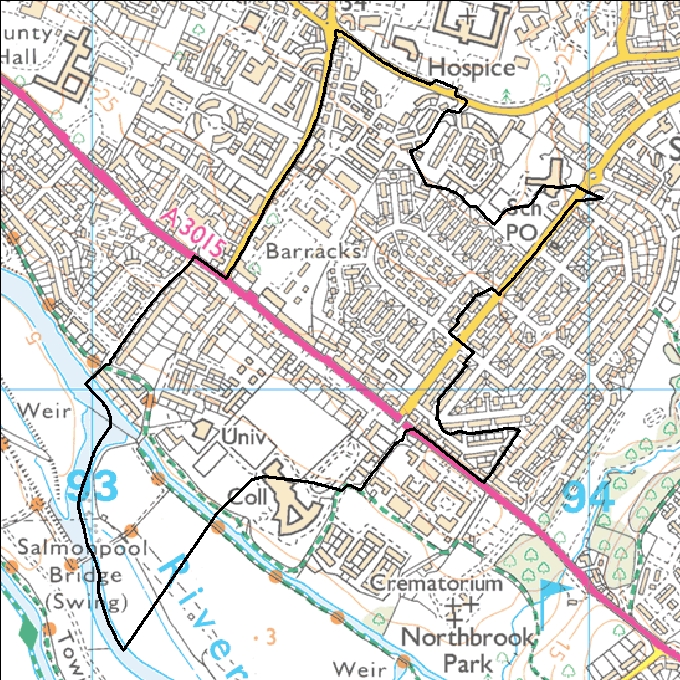 54
unty
Hall
Hospice
25
S
Sch
PO
A 3015
Barracks
5
Weir
Univ
93
Coll
94
Salmonpool
Bridge
(Swing)
River
Crematorium
Tow
3
Northbrook
Park
15
Weir